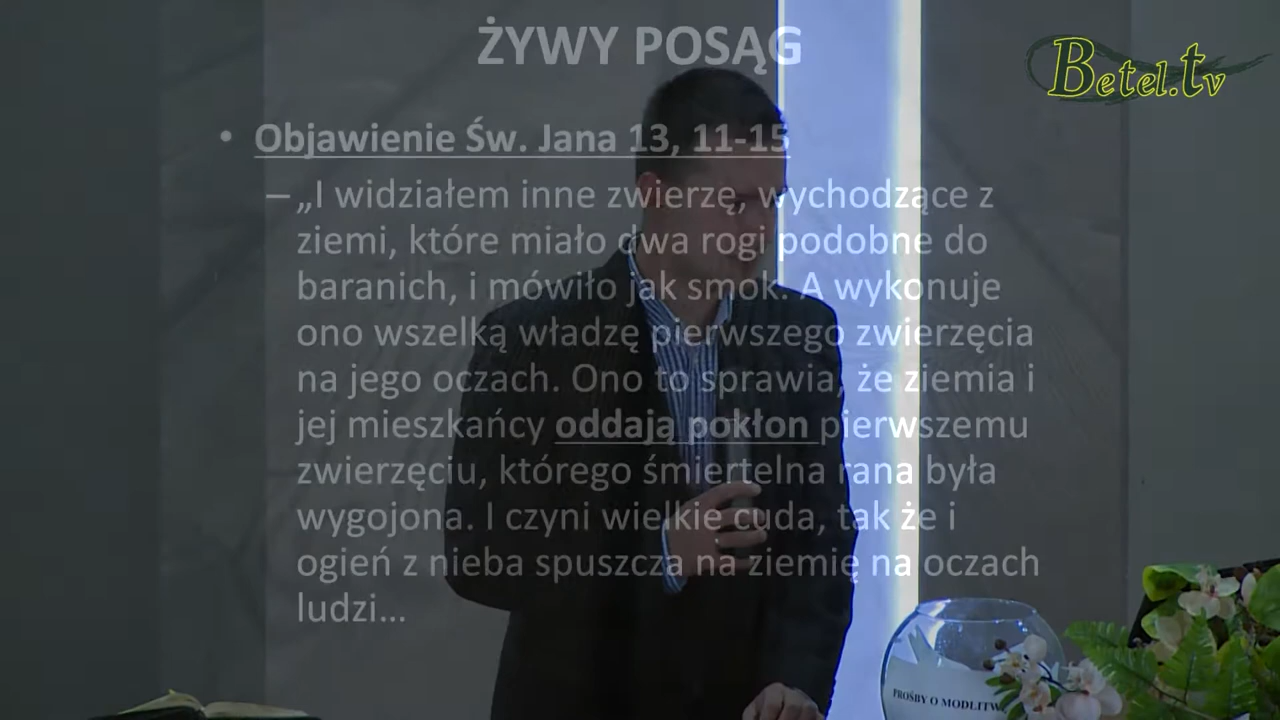 ŻYWY POSĄG
Betel.tv
• Objawienie Św. Jana 13, 11-15
– „I widziałem inne zwierzę, wychodzące z
ziemi, które miało dwa rogi podobne do
baranich, i mówiło jak smok. A wykonuje
ono wszelką władzę pierwszego zwierzęcia
na jego oczach. Ono to sprawia, że ziemia i
jej mieszkańcy oddają pokłon pierwszemu
zwierzęciu, którego śmiertelna rana była
wygojona. I czyni wielkie cuda, tak że i
ogień z nieba spuszcza na ziemię na oczach
ludzi...
PROŚBY O MODLITW